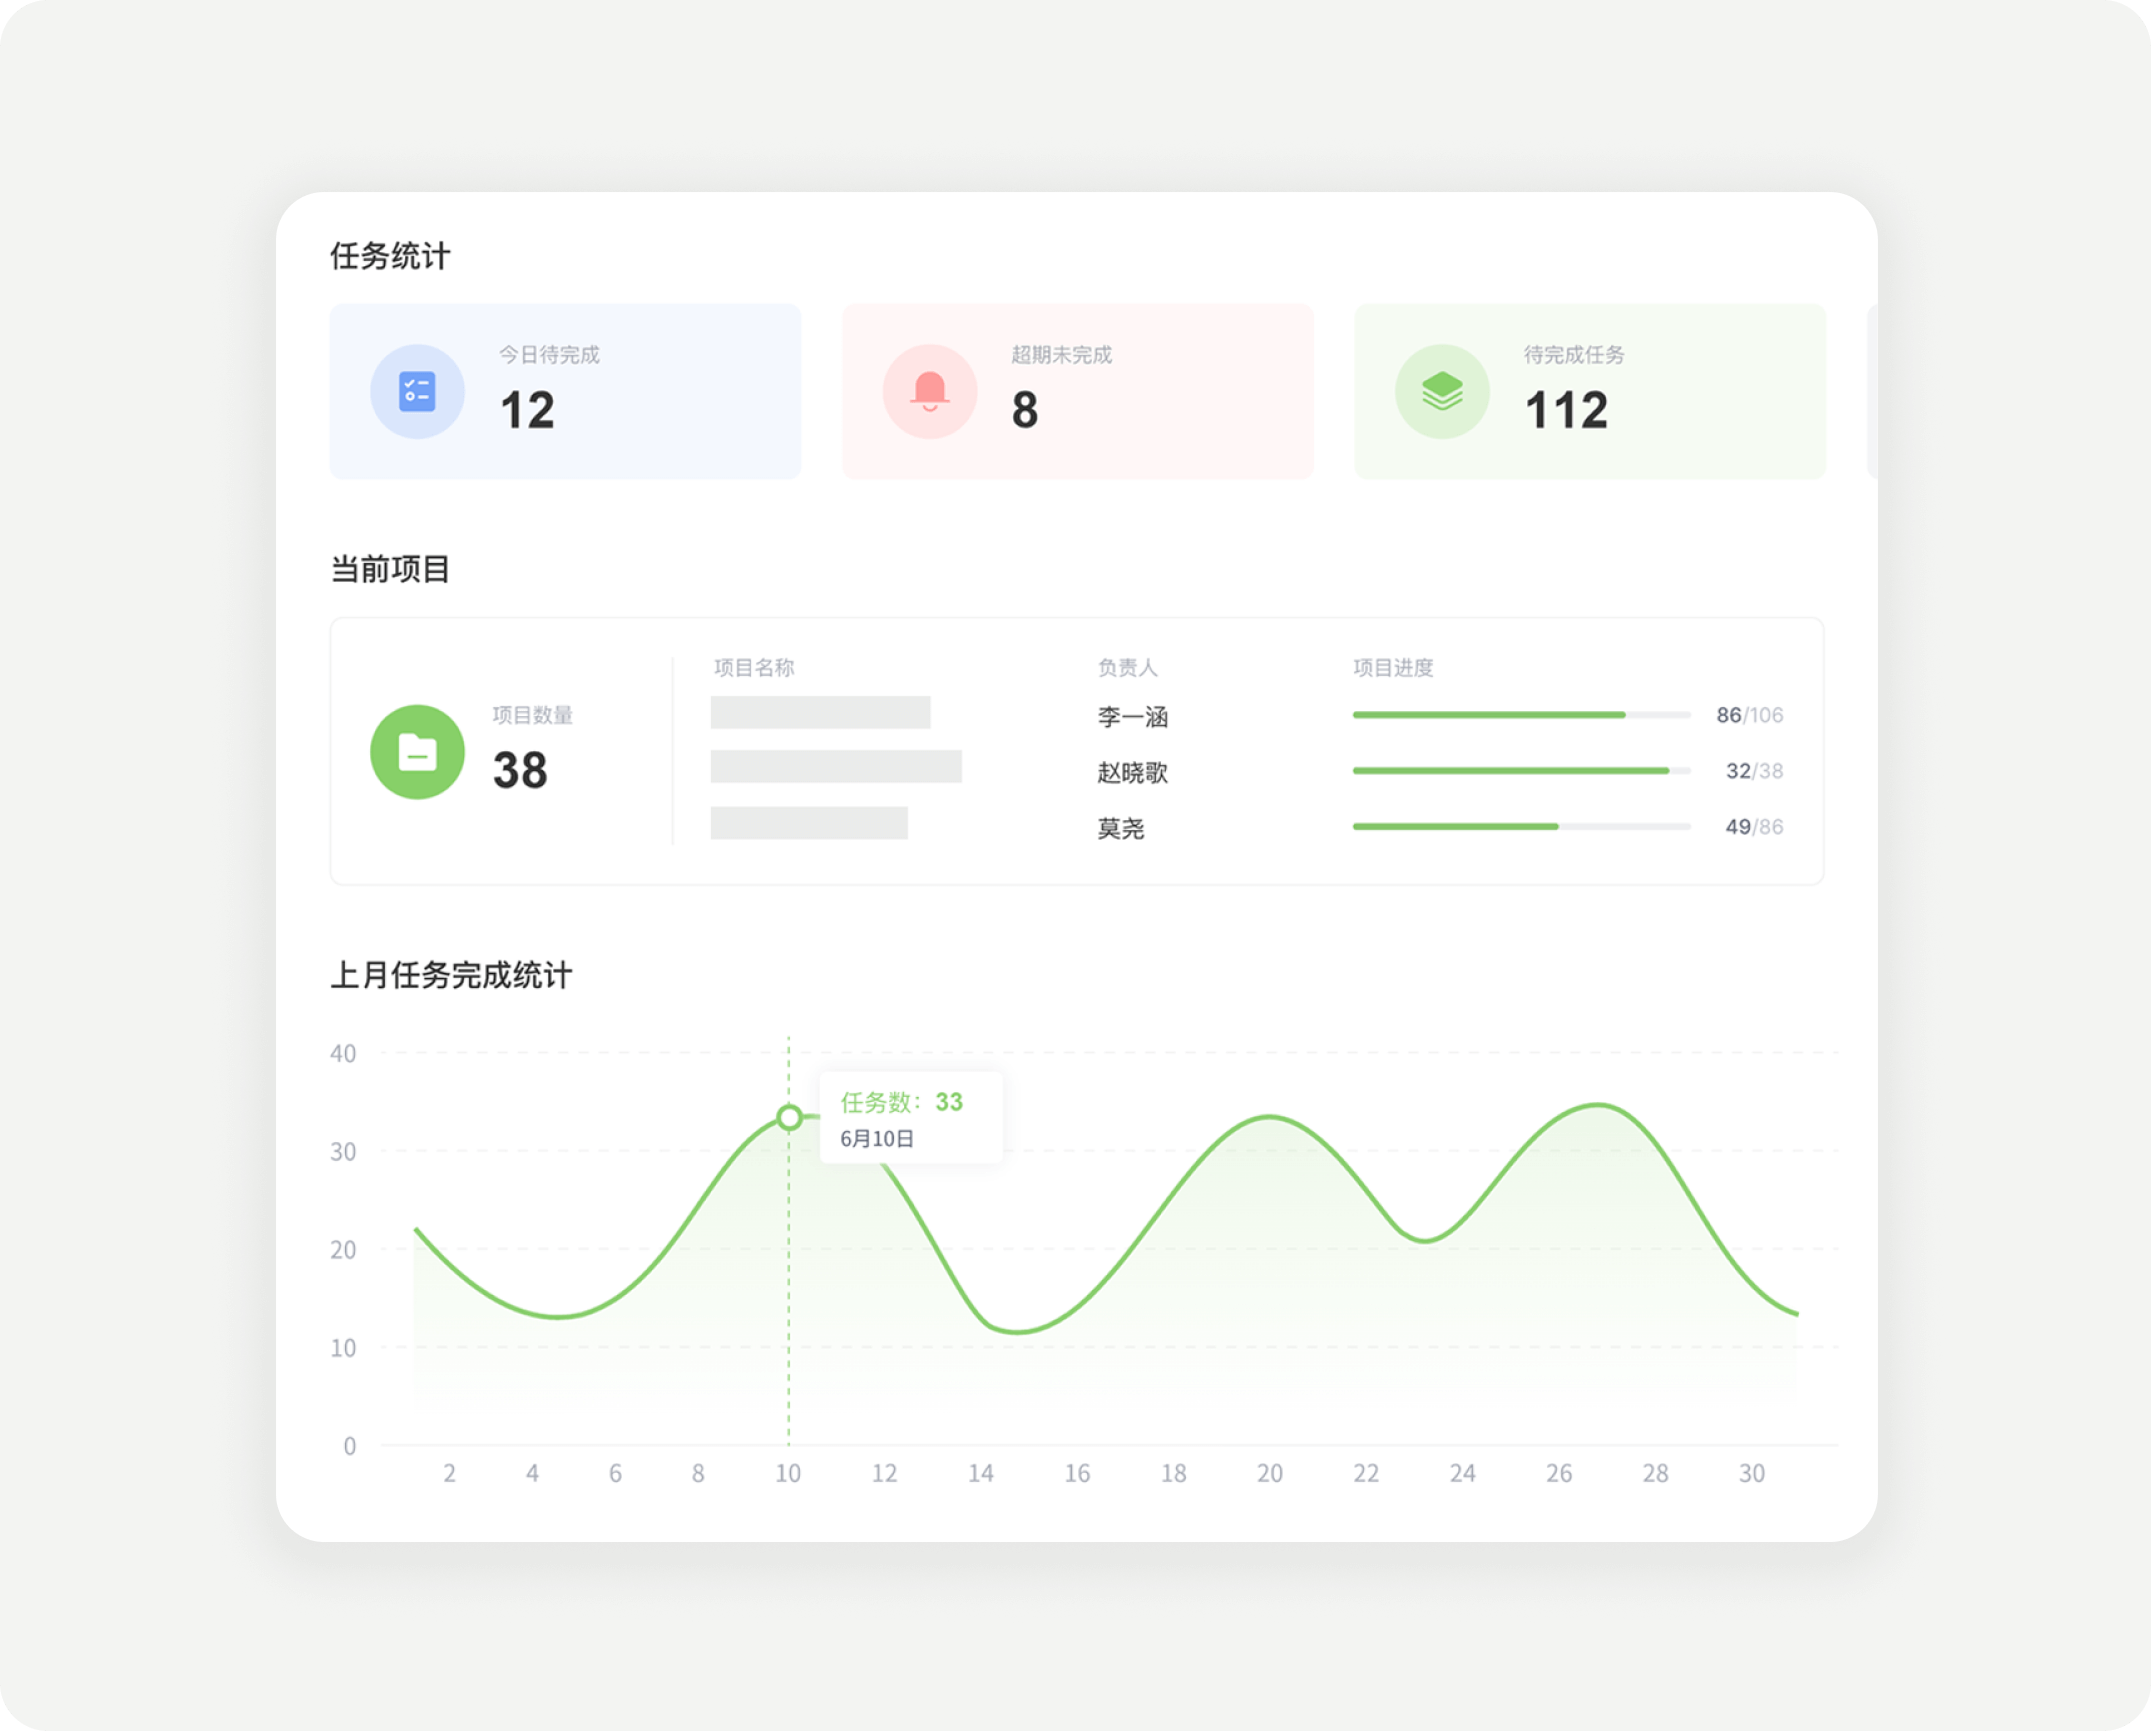 任务统计
今日待完成
12
超期未完成
8
待完成任务
112
当前项目
项目数量
38
项目名称 负责人 项目进度
李一涵 86/106
赵晓歌 32/38
莫尧 49/86
上月任务完成统计
40
30
20
10
0
任务数：33
6月10日
2 4 6 8 10 12 14 16 18 20 22 24 26 28 30